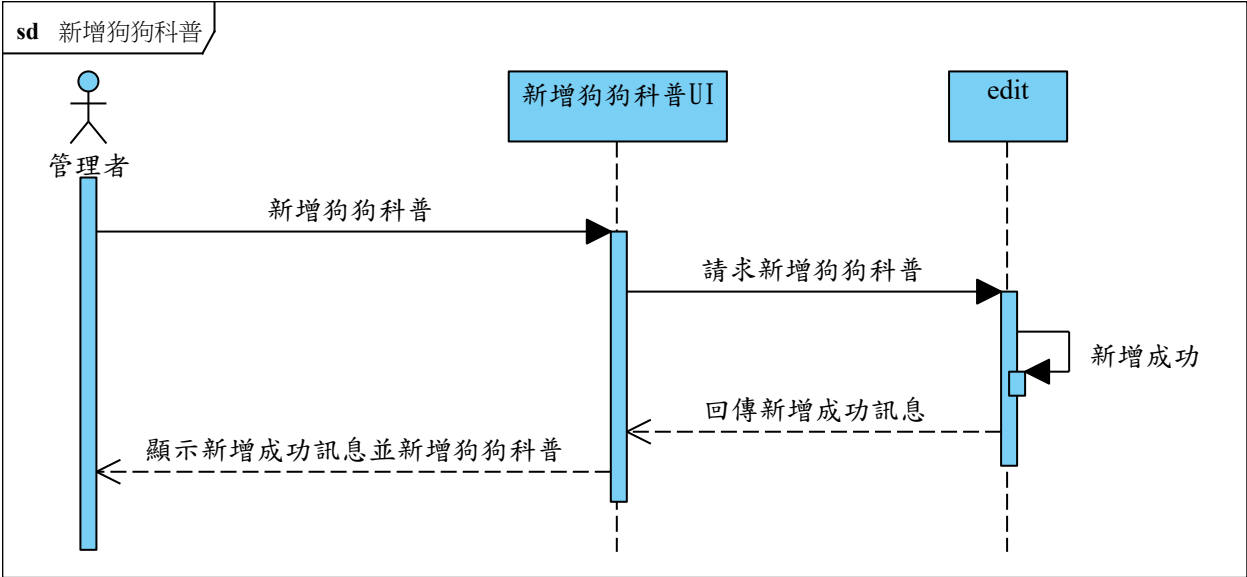 sd 新增狗狗科普
新增狗狗科普UI
edit
管理者
新增狗狗科普
請求新增狗狗科普
新增成功
回傳新增成功訊息
顯示新增成功訊息並新增狗狗科普